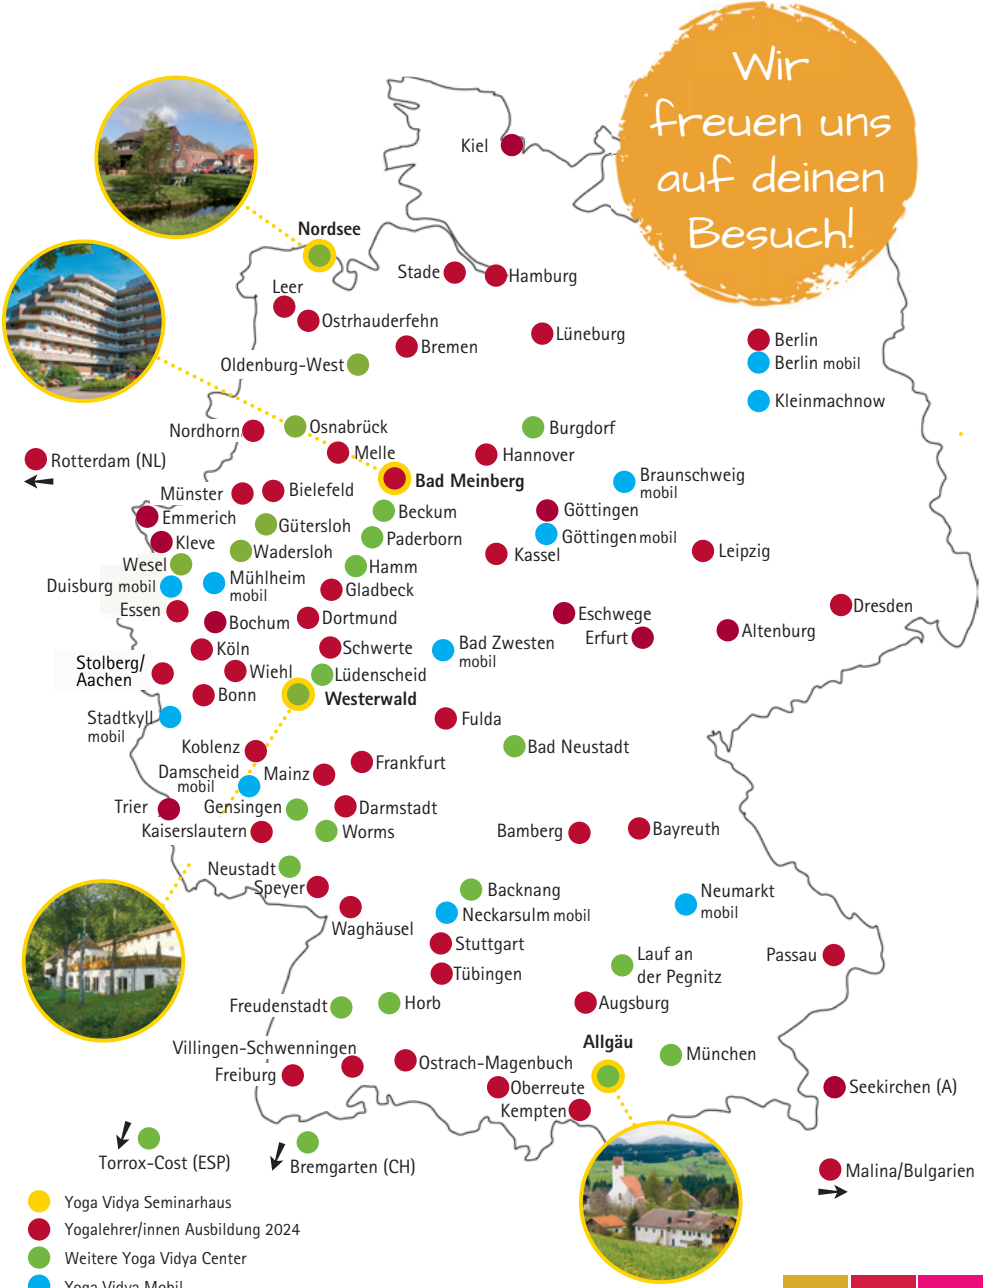 Wir
freuen uns
auf deinen
Besuch!
Kiel
Nordsee
Stade
Hamburg
Leer
Ostrhauderfehn
Lüneburg
Bremen
Oldenburg-West
Berlin
Berlin mobil
Kleinmachnow
Nordhorn
Osnabrück
Burgdorf
Melle
Hannover
Rotterdam (NL)
Bad Meinberg
Braunschweig
mobil
Münster
Bielefeld
Beckum
Göttingen
Emmerich
Gütersloh
Paderborn
Göttingen mobil
Kleve
Wadersloh
Kassel
Leipzig
Wesel
Hamm
Duisburg mobil
Mühlheim
mobil
Gladbeck
Essen
Bochum
Dortmund
Eschwege
Dresden
Erfurt
Altenburg
Köln
Schwerte
Bad Zwesten
mobil
Stolberg/
Aachen
Wiehl
Lüdenscheid
Bonn
Westerwald
Stadtkyll
mobil
Fulda
Koblenz
Bad Neustadt
Damscheid
mobil
Mainz
Frankfurt
Trier
Gensingen
Darmstadt
Kaiserslautern
Worms
Bamberg
Bayreuth
Neustadt
Speyer
Backnang
Neumarkt
mobil
Waghäusel
Neckarsulm mobil
Stuttgart
Tübingen
Lauf an
der Pegnitz
Passau
Freudenstadt
Horb
Augsburg
Villingen-Schwenningen
Allgäu
München
Freiburg
Ostrach-Magenbuch
Oberreute
Kempten
Seekirchen (A)
Torrox-Cost (ESP)
Bremgarten (CH)
Malina/Bulgarien
Yoga Vidya Seminarhaus
Yogalehrer/innen Ausbildung 2024
Weitere Yoga Vidya Center
Yoga Vidya Mobil